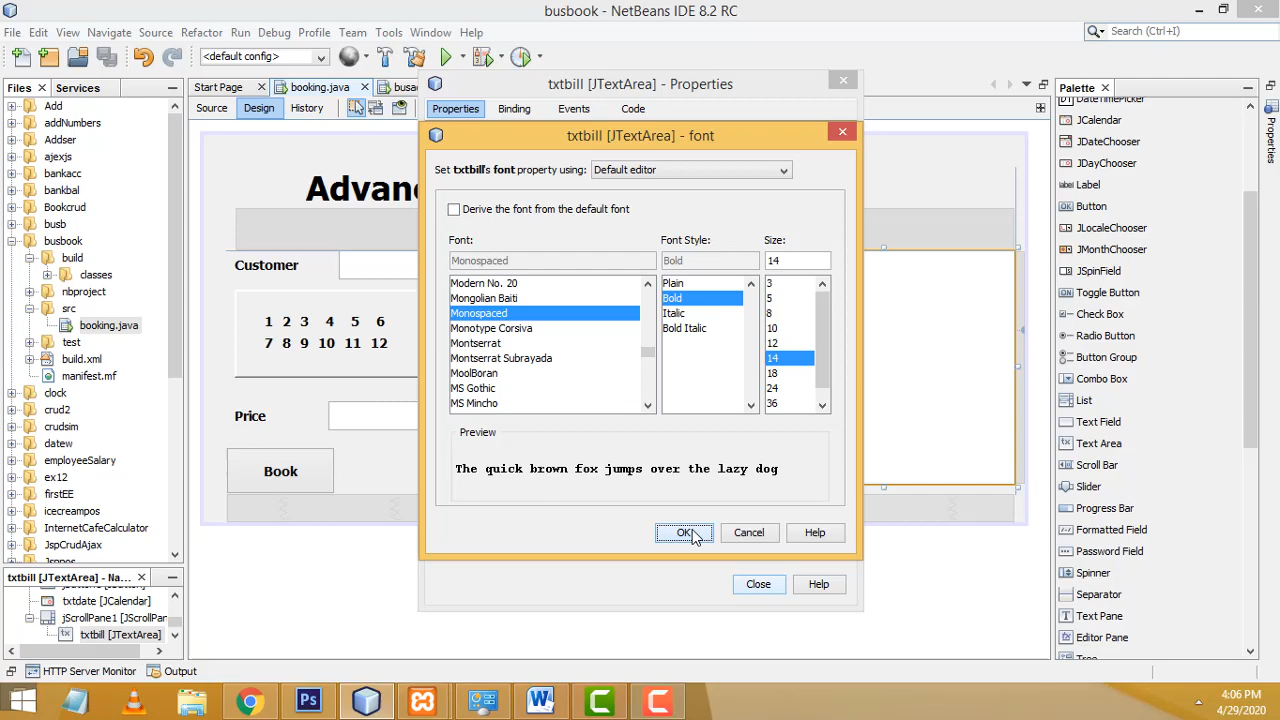 busbook - NetBeans IDE 8.2 RC
File Edit View Navigate Source Refactor Run Debug Profile Team Tools Window Help
Search (Ctrl+I)
<default config>
Files Services
Start Page booking.java busa
Source Design History
Add
addNumbers
Addser
ajexjs
bankacc
bankbal
Bookcrud
busb
busbook
build
classes
nbproject
src
booking.java
test
build.xml
manifest.mf
clock
crud2
crudsim
datew
employeeSalary
ex12
firstEE
icecreampos
InternetCafeCalculator
JspCrudAjax
txtbill [JTextArea] - Na...
txtdate [JCalendar]
jScrollPane1 [JScrollPan
txtbill [JTextArea]
HTTP Server Monitor Output
Advan
Customer
1 2 3 4 5 6
7 8 9 10 11 12
Price
Book
txtbill [JTextArea] - Properties
Properties Binding Events Code
txtbill [JTextArea] - font
Set txtbill's font property using: Default editor
Derive the font from the default font
Font: Font Style: Size:
Monospaced Bold 14
Modern No. 20
Mongolian Baiti
Monospaced
Monotype Corsiva
Montserrat
Montserrat Subrayada
MoolBoran
MS Gothic
MS Mincho
Plain
Bold
Italic
Bold Italic
3
5
8
10
12
14
18
24
36
Preview
The quick brown fox jumps over the lazy dog
OK Cancel Help
Close Help
Palette
DateTimePicker
JCalendar
JDateChooser
JDayChooser
Label
Button
JLocaleChooser
JMonthChooser
JSpinField
Toggle Button
Check Box
Radio Button
Button Group
Combo Box
List
Text Field
Text Area
Scroll Bar
Slider
Progress Bar
Formatted Field
Password Field
Spinner
Separator
Text Pane
Editor Pane
Tree
Properties
4:06 PM
4/29/2020